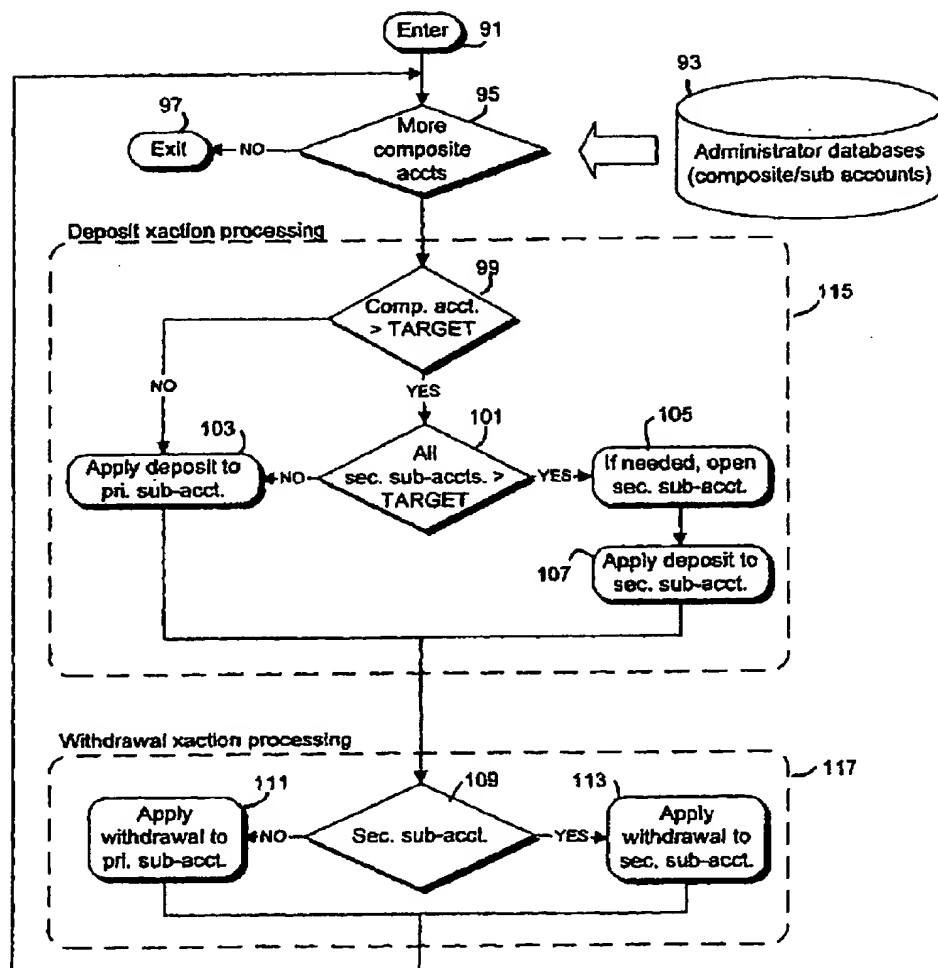 Enter
91
93
95
97
More
composite
accts
Exit
NO
Administrator databases
(composite/sub accounts)
Deposit xaction processing
99
115
Comp. acct.
> TARGET
NO
YES
103
101
105
Apply deposit to
pri. sub-acct.
NO
All
sec. sub-accts. >
TARGET
YES
If needed, open
sec. sub-acct.
107
Apply deposit to
sec. sub-acct.
Withdrawal xaction processing
111
109
113
117
Apply
withdrawal to
pri. sub-acct.
NO
Sec. sub-acct.
YES
Apply
withdrawal to
sec. sub-acct.